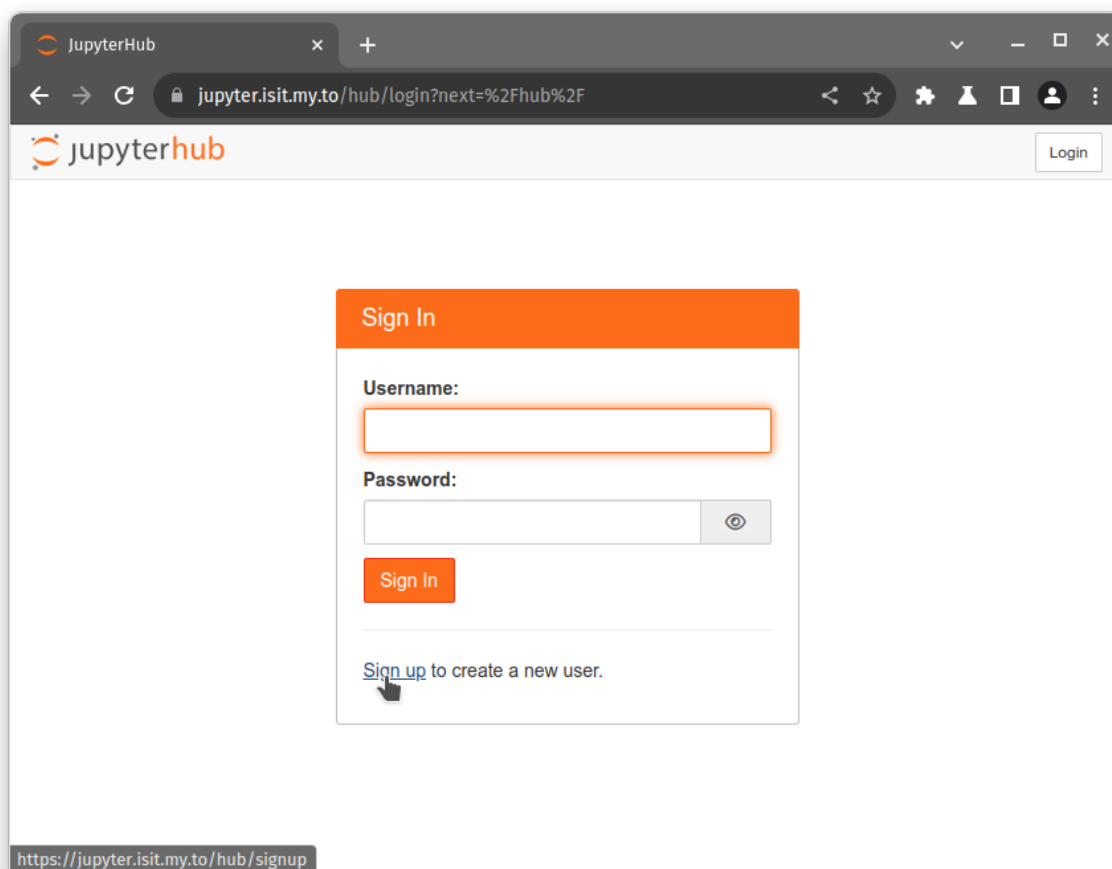 JupyterHub
jupyter.isit.my.to/hub/login?next=%2Fhub%2F
jupyterhub
Login
Sign In
Username:
Password:
Sign In
Sign up to create a new user.
https://jupyter.isit.my.to/hub/signup